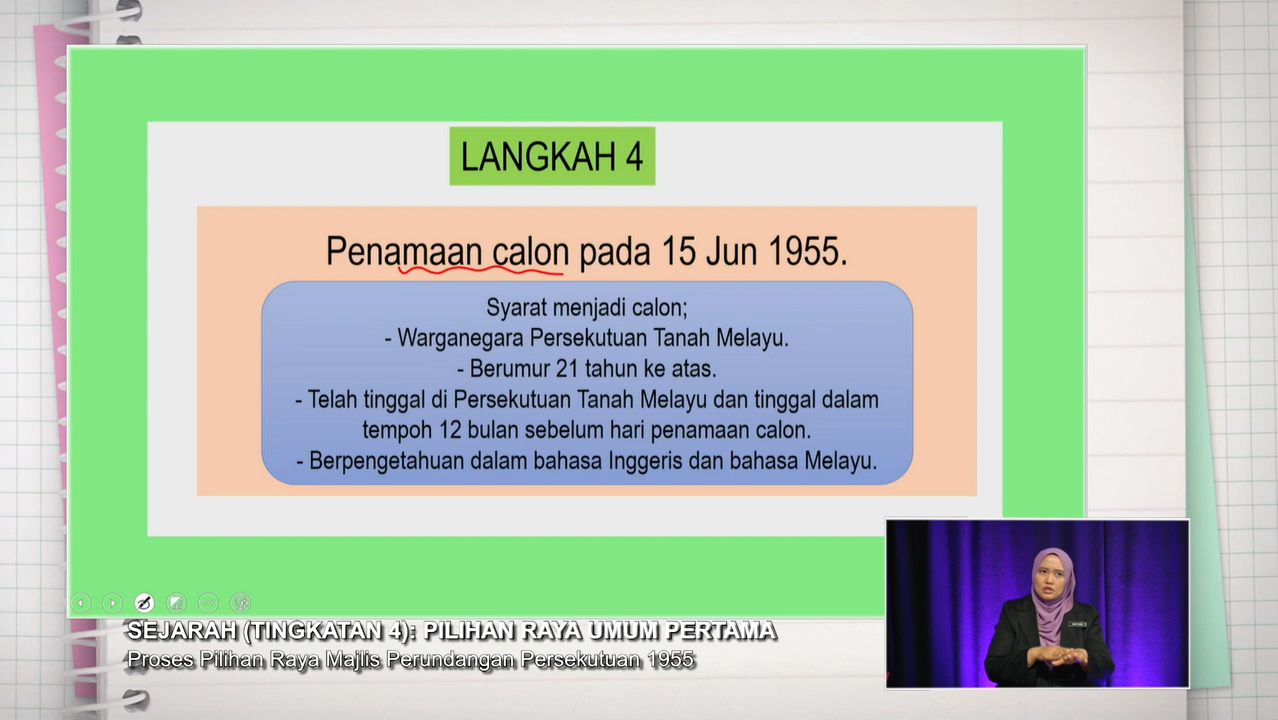 LANGKAH 4
Penamaan calon pada 15 Jun 1955.
Syarat menjadi calon;
- Warganegara Persekutuan Tanah Melayu.
- Berumur 21 tahun ke atas.
- Telah tinggal di Persekutuan Tanah Melayu dan tinggal dalam
tempoh 12 bulan sebelum hari penamaan calon.
- Berpengetahuan dalam bahasa Inggeris dan bahasa Melayu.
SEJARAH (TINGKATAN 4): PILIHAN RAYA UMUM PERTAMA
Proses Pilihan Raya Majlis Perundangan Persekutuan 1955